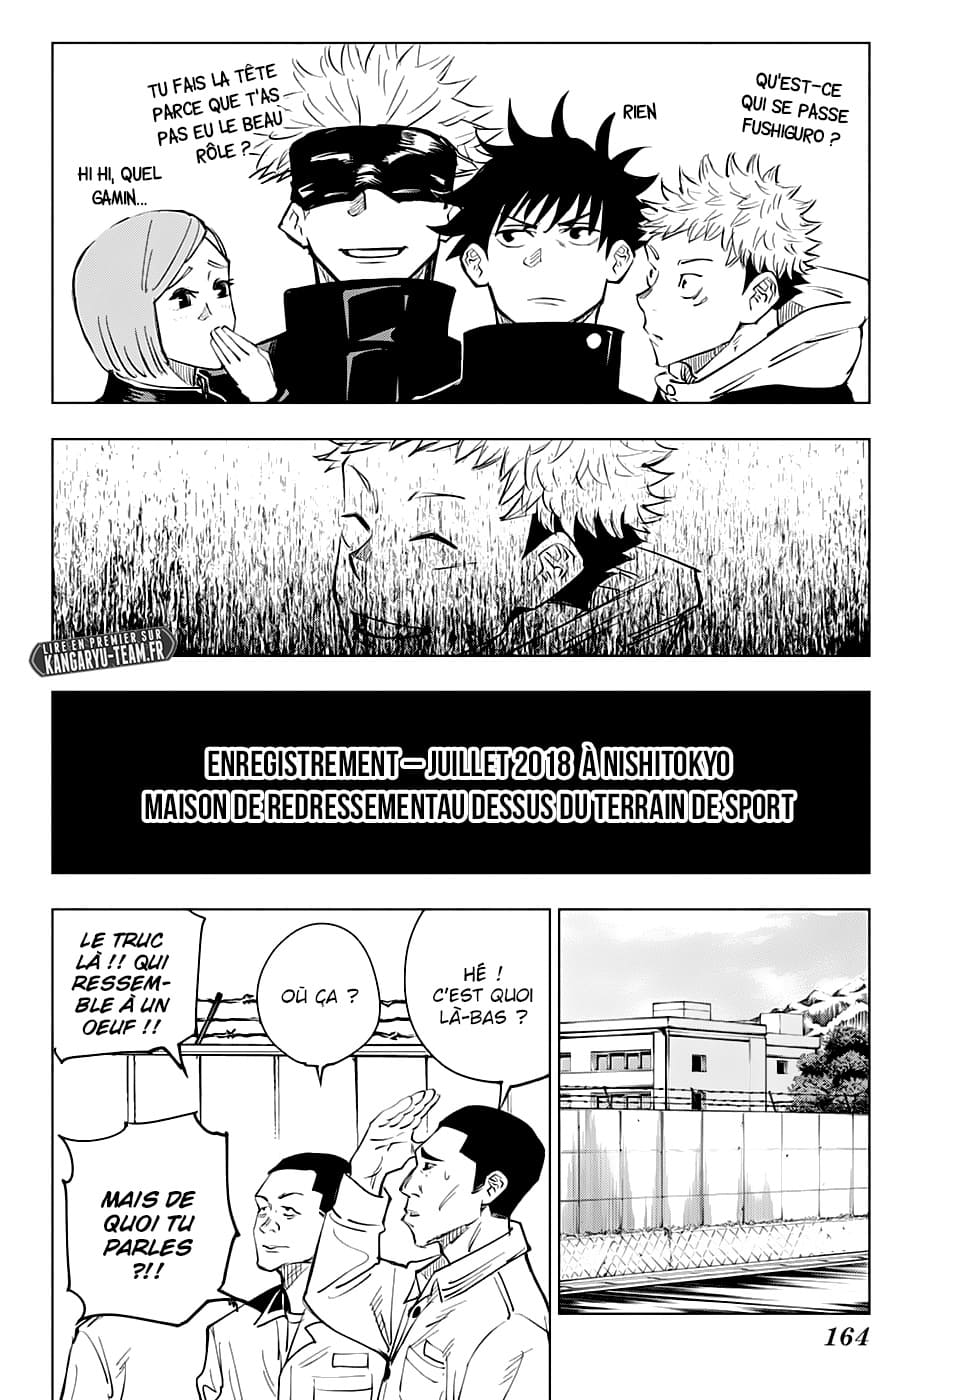 QU'EST-CE
QUI SE PASSE
FUSHIGURO ?
RIEN
TU FAIS LA TÊTE
PARCE QUE T'AS
PAS EU LE BEAU
RÔLE ?
HI HI, QUEL
GAMIN...
LIRE EN PREMIER SUR
KANGARYU-TEAM.FR
ENREGISTREMENT – JUILLET 2018 À NISHITOKYO
MAISON DE REDRESSEMENTAU DESSUS DU TERRAIN DE SPORT
HÉ !
C'EST QUOI
LÀ-BAS ?
OÙ ÇA ?
LE TRUC
LÀ !! QUI
RESSEM-
BLE À UN
OEUF !!
MAIS DE
QUOI TU
PARLES
?!!
164